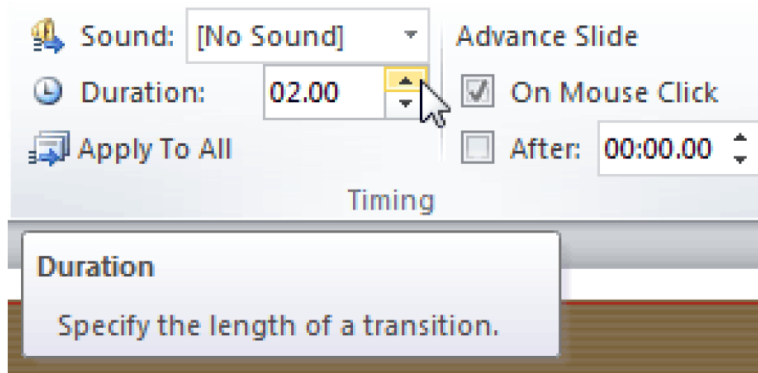 Sound: [No Sound] Advance Slide
Duration: 02.00 On Mouse Click
Apply To All After: 00:00.00
Timing
Duration
Specify the length of a transition.